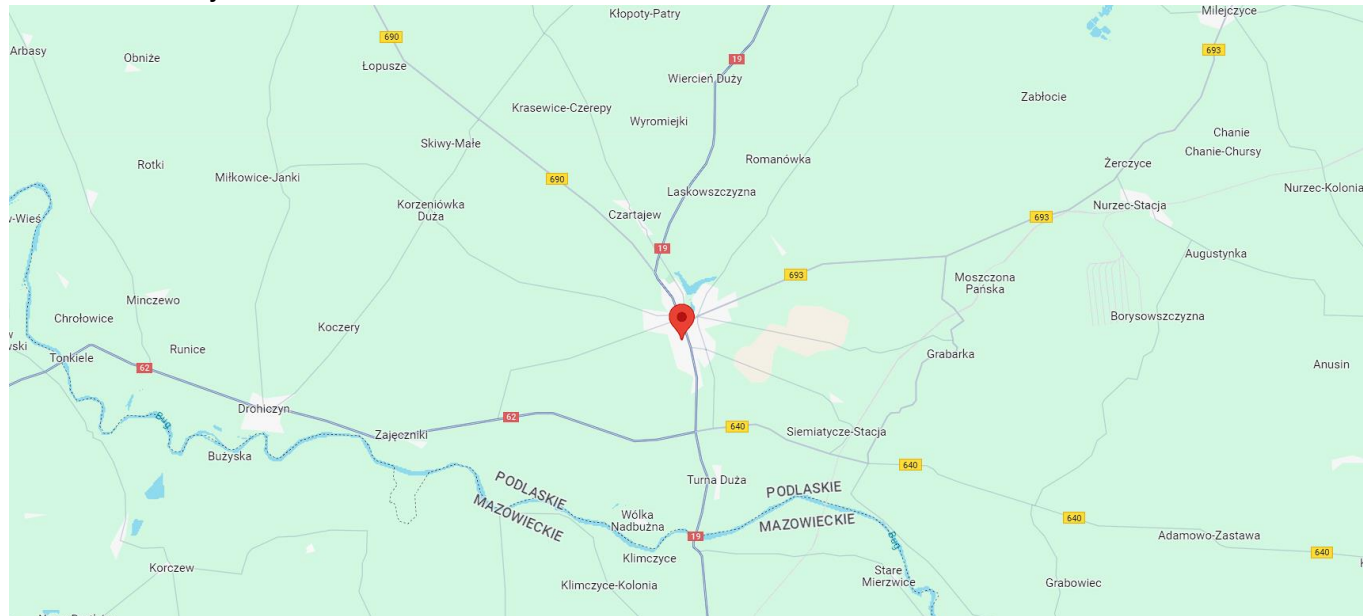 Kłopoty-Patry
Milejczyce
Arbasy
690
Obniże
693
19
Łopusze
Wiercień Duży
Zabłocie
Krasewice-Czerepy
Wyromiejki
Chanie
Skiwy-Małe
Chanie-Chursy
Romanówka
Żerczyce
Rotki
Miłkowice-Janki
690
Laskowszczyzna
Nurzec-Kolonia
Korzeniówka
Duża
Czartajew
Nurzec-Stacja
693
19
Augustynka
693
Moszczona
Pańska
Minczewo
Chrołowice
Koczery
Borysowszczyzna
Runice
Tonkiele
62
Grabarka
Anusin
Drohiczyn
Bug
62
640
Zajęczniki
Siemiatycze-Stacja
Bużyska
640
Turna Duża
PODLASKIE
PODLASKIE
MAZOWIECKIE
MAZOWIECKIE
Wólka
Nadbużna
640
19
Bug
Adamowo-Zastawa
Klimczyce
640
Korczew
Stare
Mierzwice
Klimczyce-Kolonia
Grabowiec